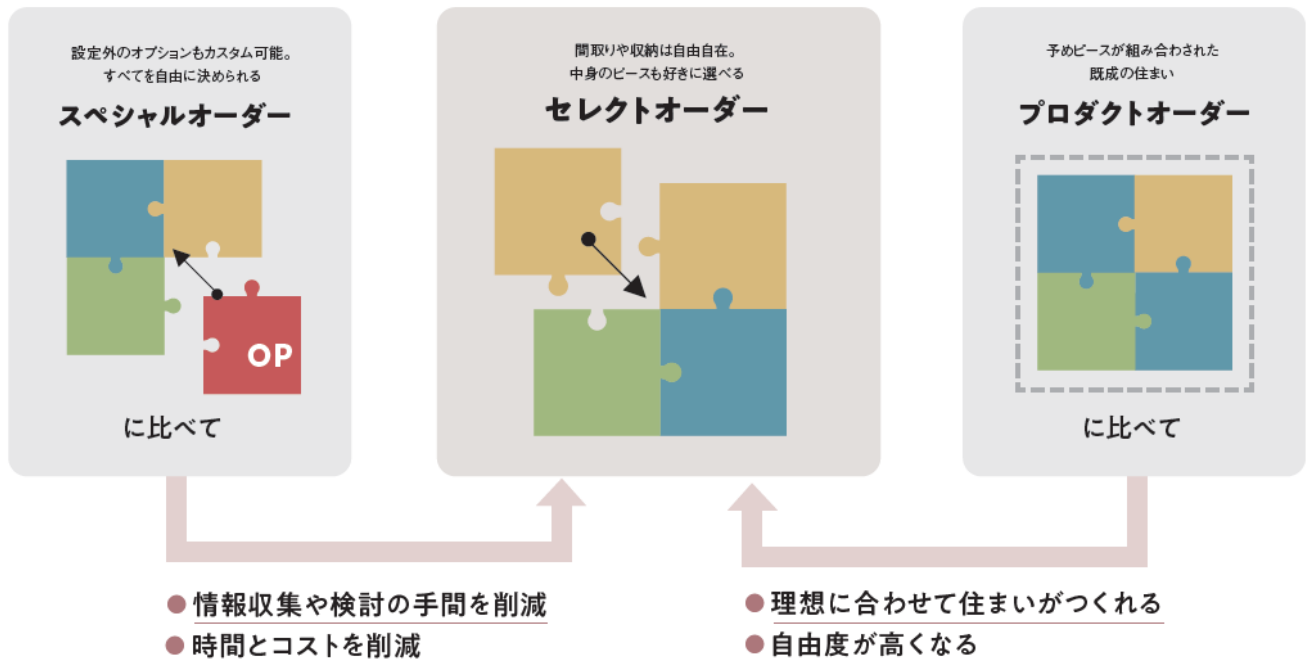 設定外のオプションもカスタム可能。
すべてを自由に決められる
スペシャルオーダー
OP
に比べて
間取りや収納は自由自在。
中身のピースも好きに選べる
セレクトオーダー
予めピースが組み合わされた
既成の住まい
プロダクトオーダー
に比べて
情報収集や検討の手間を削減
時間とコストを削減
理想に合わせて住まいがつくれる
自由度が高くなる